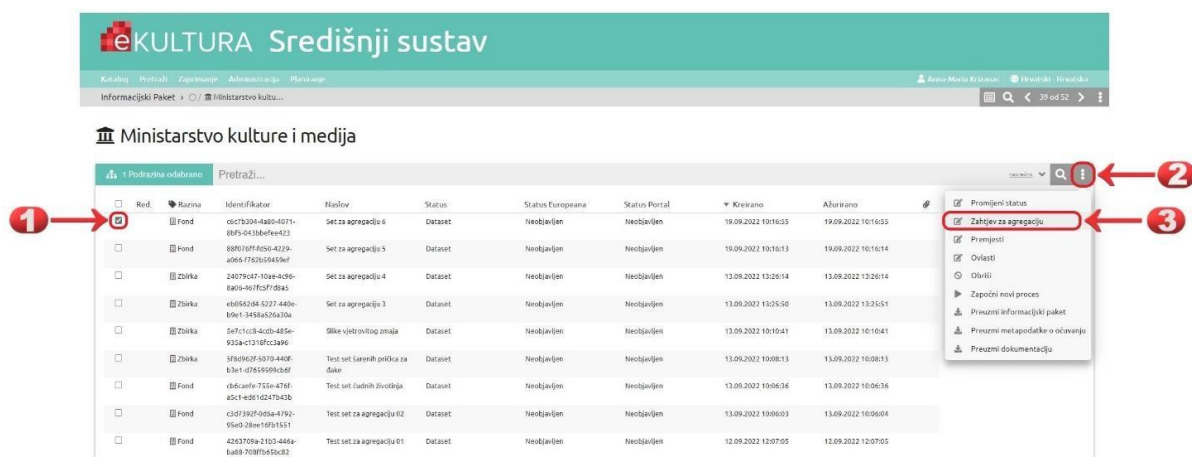 eKULTURA Središnji sustav
Katalog Pretraži Zaprimanje Administracija Planiranje Anna-Maria Krizanac Hrvatski - Hrvatska
Informacijski Paket › / Ministarstvo kultu... 39 od 52
Ministarstvo kulture i medija
1 Podrazina odabrano Pretraži...
2
Red. Razina Identifikator Naslov Status Status Europeana Status Portal Kreirano Ažurirano
1
Fond c6c7b304-4a80-4071- Set za agregaciju 6 Dataset Neobjavljen Neobjavljen 19.09.2022 10:16:55 19.09.2022 10:16:55
8bf5-043bbefee423
Fond 88f076ff-fd50-4229- Set za agregaciju 5 Dataset Neobjavljen Neobjavljen 19.09.2022 10:16:13 19.09.2022 10:16:14
a066-f762b59459ef
Zbirka 24079c47-10ae-4c96- Set za agregaciju 4 Dataset Neobjavljen Neobjavljen 13.09.2022 13:26:14 13.09.2022 13:26:14
8a06-467fc5f7d8a5
Zbirka eb0562d4-5227-440e- Set za agregaciju 3 Dataset Neobjavljen Neobjavljen 13.09.2022 13:25:50 13.09.2022 13:25:51
b9e1-3458a526a30a
Zbirka 5e7c1cc8-4cdb-485e- Slike vjetrovitog zmaja Dataset Neobjavljen Neobjavljen 13.09.2022 10:10:41 13.09.2022 10:10:41
935a-c1318fcc3a96
Zbirka 5f8d962f-5070-440f- Test set šarenih pričica za Dataset Neobjavljen Neobjavljen 13.09.2022 10:08:13 13.09.2022 10:08:13
b3e1-d7659599cb6f đake
Fond cb6caefe-755e-476f- Test set čudnih životinja Dataset Neobjavljen Neobjavljen 13.09.2022 10:06:36 13.09.2022 10:06:36
a5c1-ed61d247b43b
Fond c3d7392f-0d6a-4792- Test set za agregaciju 02 Dataset Neobjavljen Neobjavljen 13.09.2022 10:06:03 13.09.2022 10:06:04
95e0-28ee16fb1551
Fond 4263709a-21b3-446a- Test set za agregaciju 01 Dataset Neobjavljen Neobjavljen 12.09.2022 12:07:05 12.09.2022 12:07:05
ba88-708ffb65bc82
Promijeni status
Zahtjev za agregaciju
3
Premjesti
Ovlasti
Obriši
Započni novi proces
Preuzmi informacijski paket
Preuzmi metapodatke o očuvanju
Preuzmi dokumentaciju